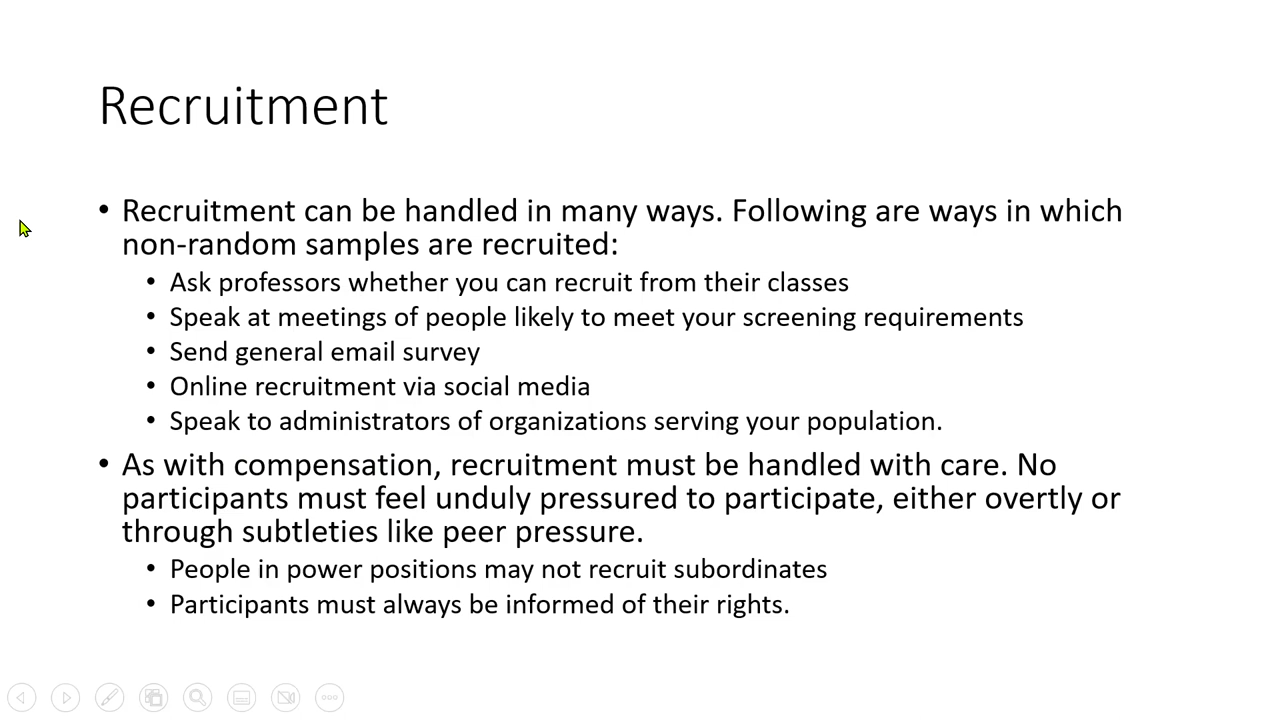 Recruitment
• Recruitment can be handled in many ways. Following are ways in which
non-random samples are recruited:
• Ask professors whether you can recruit from their classes
• Speak at meetings of people likely to meet your screening requirements
• Send general email survey
• Online recruitment via social media
• Speak to administrators of organizations serving your population.
• As with compensation, recruitment must be handled with care. No
participants must feel unduly pressured to participate, either overtly or
through subtleties like peer pressure.
• People in power positions may not recruit subordinates
• Participants must always be informed of their rights.